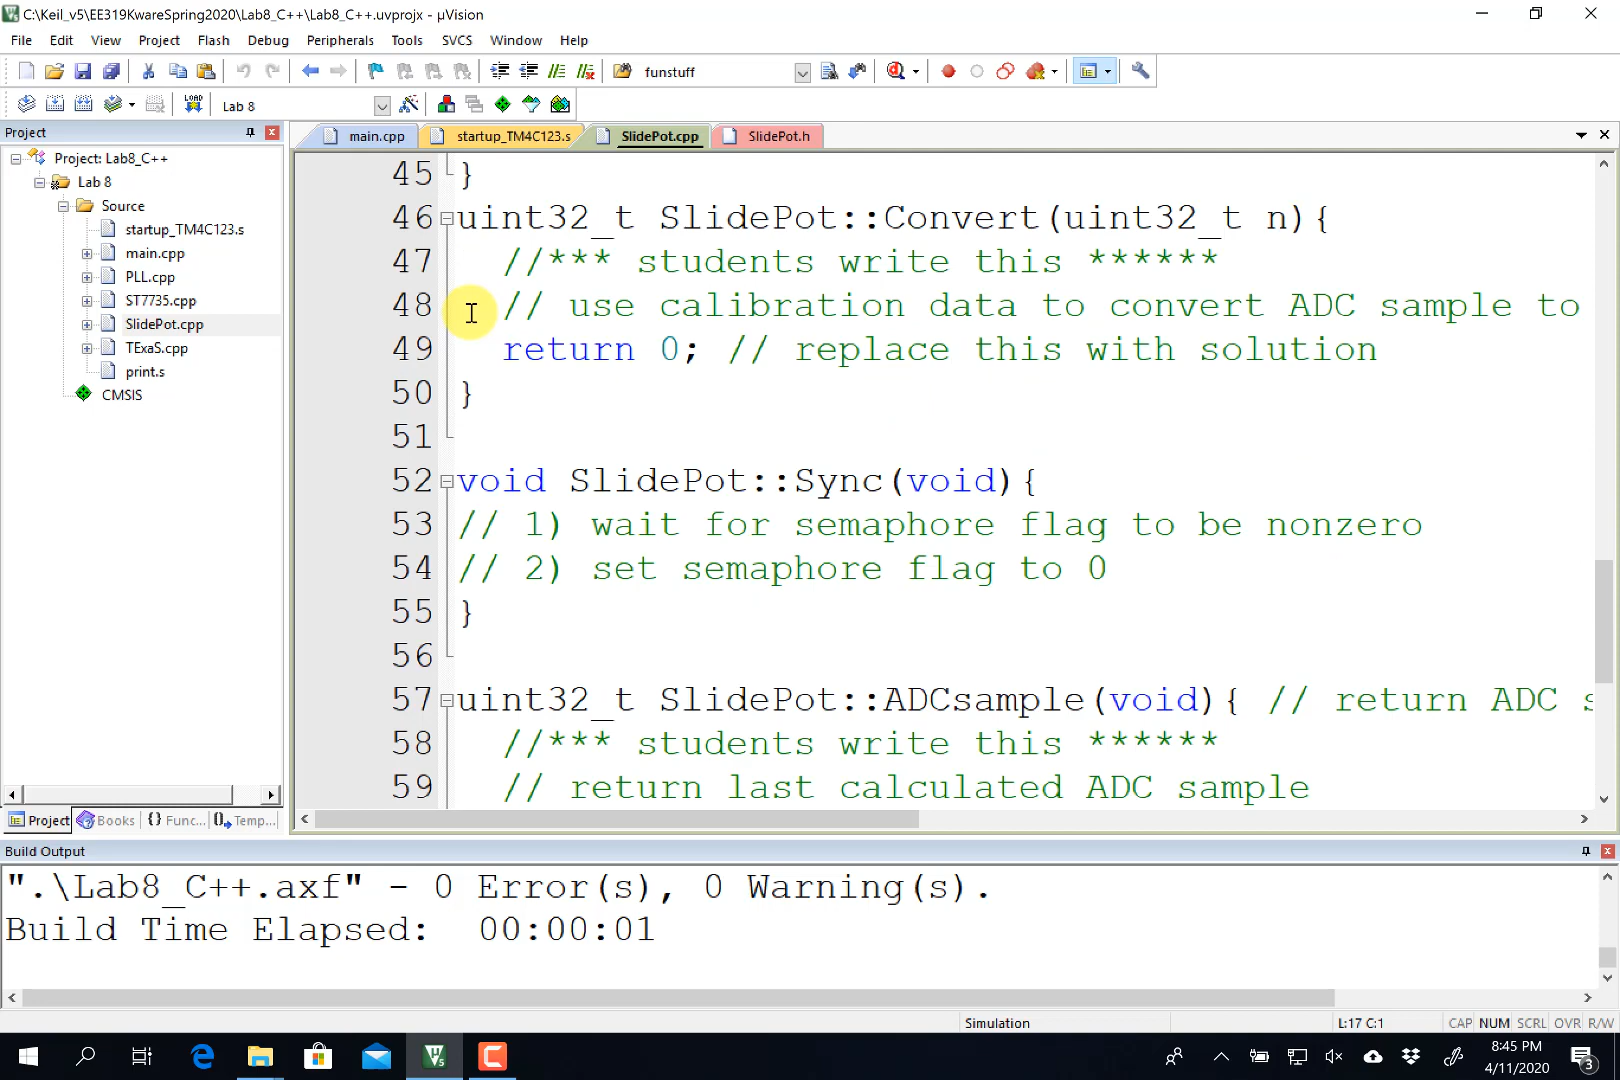 C:\Keil_v5\EE319KwareSpring2020\Lab8_C++\Lab8_C++.uvprojx - µVision
File Edit View Project Flash Debug Peripherals Tools SVCS Window Help
funstuff
LOAD
Lab 8
Project
Project: Lab8_C++
Lab 8
Source
startup_TM4C123.s
main.cpp
PLL.cpp
ST7735.cpp
SlidePot.cpp
TExaS.cpp
print.s
CMSIS
Project Books {} Func... 0 Temp...
main.cpp startup_TM4C123.s SlidePot.cpp SlidePot.h
45 }
46 uint32_t SlidePot::Convert(uint32_t n){
47 //*** students write this ******
48 // use calibration data to convert ADC sample to
49 return 0; // replace this with solution
50 }
51
52 void SlidePot::Sync(void){
53 // 1) wait for semaphore flag to be nonzero
54 // 2) set semaphore flag to 0
55 }
56
57 uint32_t SlidePot::ADCsample(void){ // return ADC s
58 //*** students write this ******
59 // return last calculated ADC sample
Build Output
".\Lab8_C++.axf" - 0 Error(s), 0 Warning(s).
Build Time Elapsed:  00:00:01
Simulation L:17 C:1 CAP NUM SCRL OVR R/W
8:45 PM
4/11/2020
3